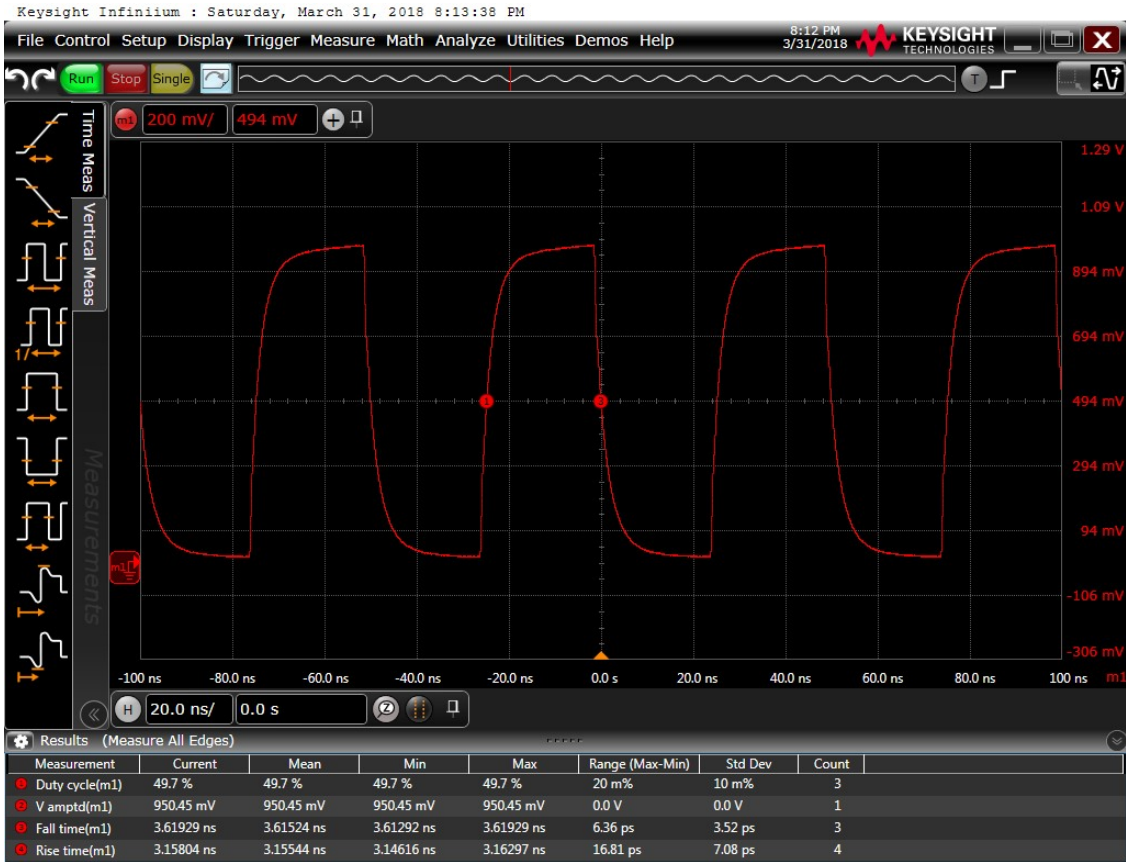 Keysight Infiniium : Saturday, March 31, 2018 8:13:38 PM
File Control Setup Display Trigger Measure Math Analyze Utilities Demos Help 8:12 PM 3/31/2018 KEYSIGHT TECHNOLOGIES X
Run Stop Single T
Time Meas
Vertical Meas
1/
Measurements
m1 200 mV/ 494 mV +
1.29 V
1.09 V
894 mV
694 mV
1 3 494 mV
294 mV
94 mV
m1
-106 mV
-306 mV
-100 ns -80.0 ns -60.0 ns -40.0 ns -20.0 ns 0.0 s 20.0 ns 40.0 ns 60.0 ns 80.0 ns 100 ns m1
H 20.0 ns/ 0.0 s Z
Results (Measure All Edges)
Measurement Current Mean Min Max Range (Max-Min) Std Dev Count
1 Duty cycle(m1) 49.7 % 49.7 % 49.7 % 49.7 % 20 m% 10 m% 3
2 V amptd(m1) 950.45 mV 950.45 mV 950.45 mV 950.45 mV 0.0 V 0.0 V 1
3 Fall time(m1) 3.61929 ns 3.61524 ns 3.61292 ns 3.61929 ns 6.36 ps 3.52 ps 3
4 Rise time(m1) 3.15804 ns 3.15544 ns 3.14616 ns 3.16297 ns 16.81 ps 7.08 ps 4